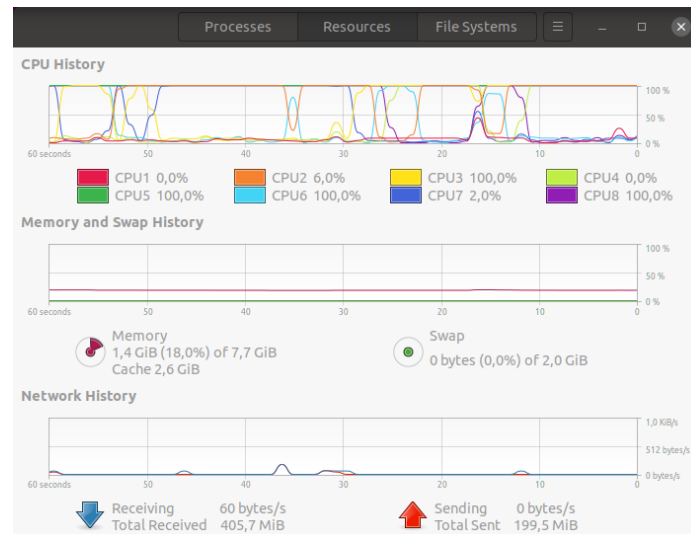 Processes Resources File Systems
CPU History
100 %
50 %
0 %
60 seconds 50 40 30 20 10 0
CPU1 0,0% CPU2 6,0% CPU3 100,0% CPU4 0,0%
CPU5 100,0% CPU6 100,0% CPU7 2,0% CPU8 100,0%
Memory and Swap History
100 %
50 %
0 %
60 seconds 50 40 30 20 10 0
Memory Swap
1,4 GiB (18,0%) of 7,7 GiB 0 bytes (0,0%) of 2,0 GiB
Cache 2,6 GiB
Network History
1,0 KiB/s
512 bytes/s
0 bytes/s
60 seconds 50 40 30 20 10 0
Receiving 60 bytes/s Sending 0 bytes/s
Total Received 405,7 MiB Total Sent 199,5 MiB